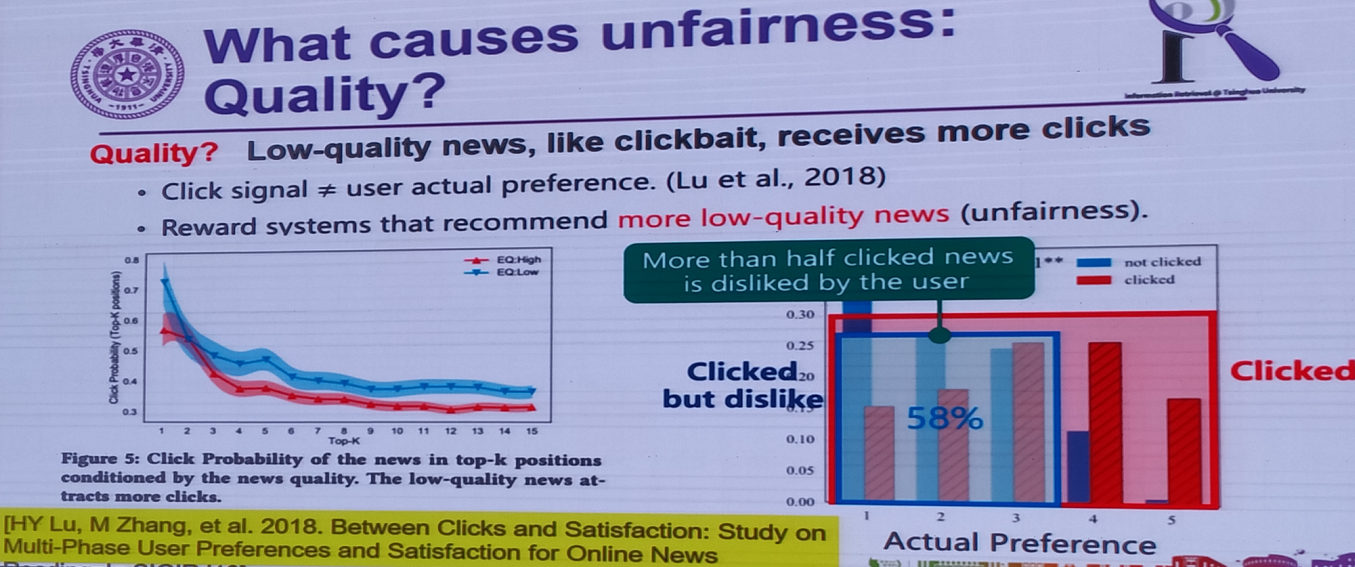 What causes unfairness:
Quality?
Information Retrieval @ Tsinghua University
TSINGHUA UNIVERSITY
-1911-
Quality? Low-quality news, like clickbait, receives more clicks
• Click signal ≠ user actual preference. (Lu et al., 2018)
• Reward systems that recommend more low-quality news (unfairness).
Click Probability (Top-K positions)
0.8
0.7
0.6
0.5
0.4
0.3
EQ:High
EQ:Low
1 2 3 4 5 6 7 8 9 10 11 12 13 14 15
Top-K
Figure 5: Click Probability of the news in top-k positions
conditioned by the news quality. The low-quality news at-
tracts more clicks.
More than half clicked news
is disliked by the user
1**
not clicked
clicked
0.30
0.25
0.20
0.15
0.10
0.05
0.00
Clicked
but dislike
58%
Clicked
1 2 3 4 5
Actual Preference
[HY Lu, M Zhang, et al. 2018. Between Clicks and Satisfaction: Study on
Multi-Phase User Preferences and Satisfaction for Online News